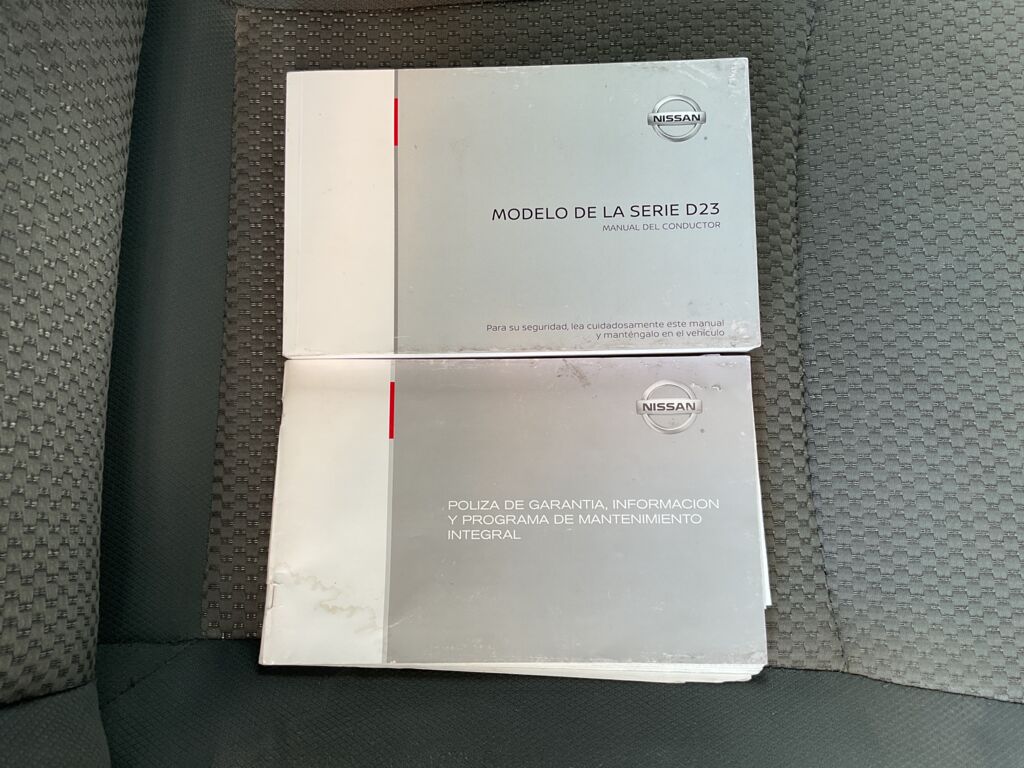 NISSAN
MODELO DE LA SERIE D23
MANUAL DEL CONDUCTOR
Para su seguridad, lea cuidadosamente este manual
y manténgalo en el vehículo
NISSAN
POLIZA DE GARANTIA, INFORMACION
Y PROGRAMA DE MANTENIMIENTO
INTEGRAL